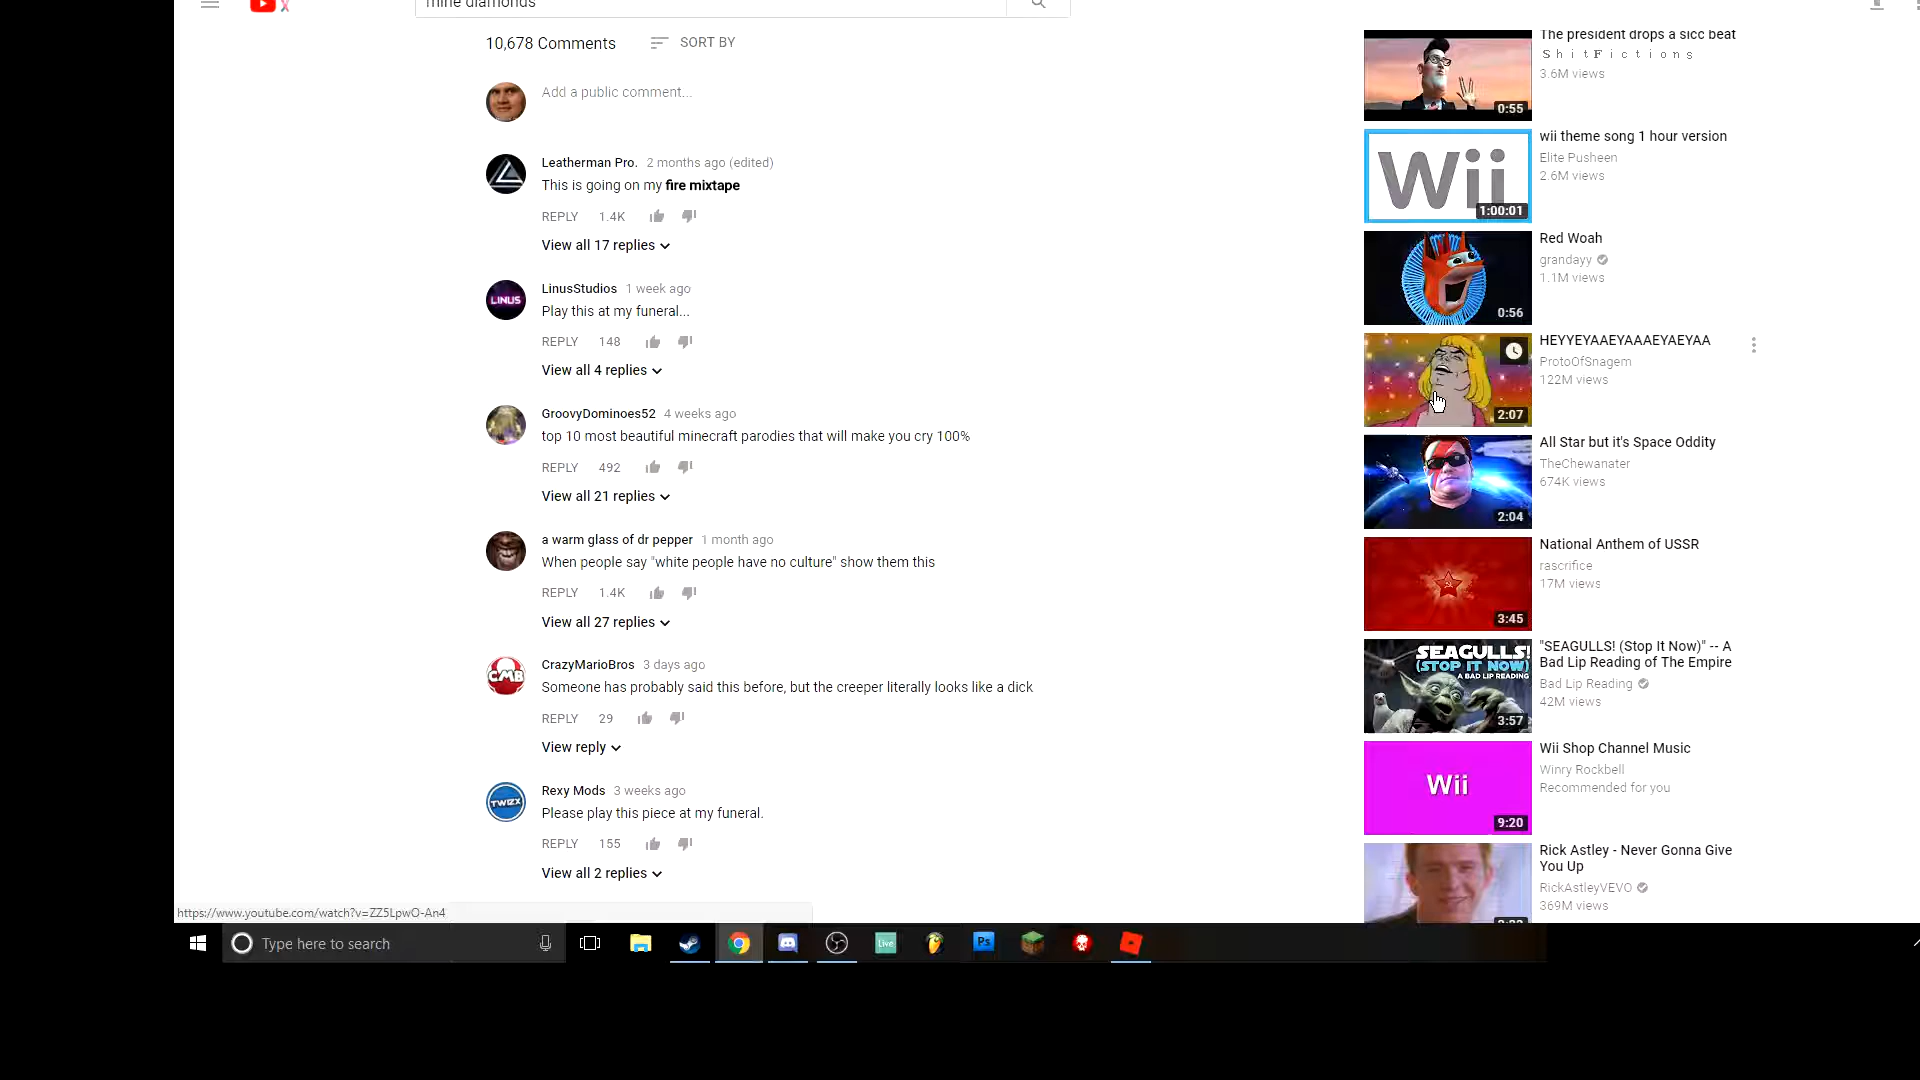 mine diamonds
10,678 Comments
SORT BY
Add a public comment...
Leatherman Pro. 2 months ago (edited)
This is going on my fire mixtape
REPLY 1.4K
View all 17 replies
LINUS
LinusStudios 1 week ago
Play this at my funeral...
REPLY 148
View all 4 replies
GroovyDominoes52 4 weeks ago
top 10 most beautiful minecraft parodies that will make you cry 100%
REPLY 492
View all 21 replies
a warm glass of dr pepper 1 month ago
When people say "white people have no culture" show them this
REPLY 1.4K
View all 27 replies
CMB
CrazyMarioBros 3 days ago
Someone has probably said this before, but the creeper literally looks like a dick
REPLY 29
View reply
TWEX
Rexy Mods 3 weeks ago
Please play this piece at my funeral.
REPLY 155
View all 2 replies
The president drops a sicc beat
ＳｈｉｔＦｉｃｔｉｏｎｓ
3.6M views
0:55
wii theme song 1 hour version
Elite Pusheen
2.6M views
Wii
1:00:01
Red Woah
grandayy
1.1M views
0:56
HEYYEYAAEYAAAEYAEYAA
ProtoOfSnagem
122M views
2:07
All Star but it's Space Oddity
TheChewanater
674K views
2:04
National Anthem of USSR
rascrifice
17M views
3:45
"SEAGULLS! (Stop It Now)" -- A
Bad Lip Reading of The Empire
Bad Lip Reading
42M views
SEAGULLS!
(STOP IT NOW)
A BAD LIP READING
3:57
Wii Shop Channel Music
Winry Rockbell
Recommended for you
Wii
9:20
Rick Astley - Never Gonna Give
You Up
RickAstleyVEVO
369M views
https://www.youtube.com/watch?v=ZZ5LpwO-An4
Type here to search
Live
Ps